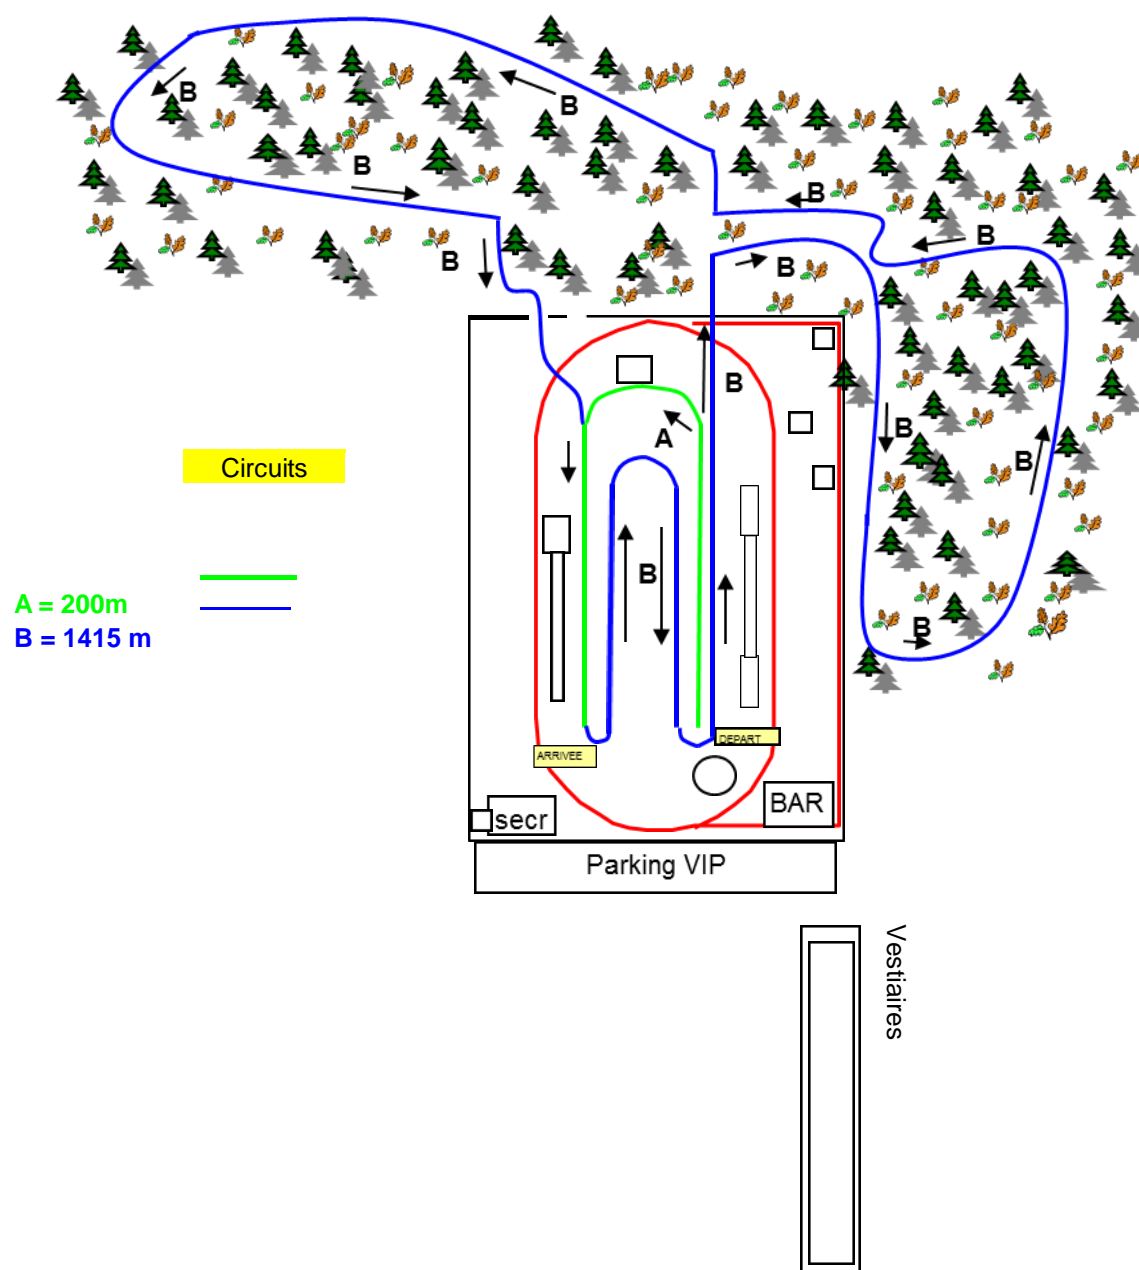 B
B
B
B
B
B
B
B
B
A
B
B
Circuits
B
B
A = 200m
B = 1415 m
B
DEPART
ARRIVEE
BAR
secr
Parking VIP
Vestiaires